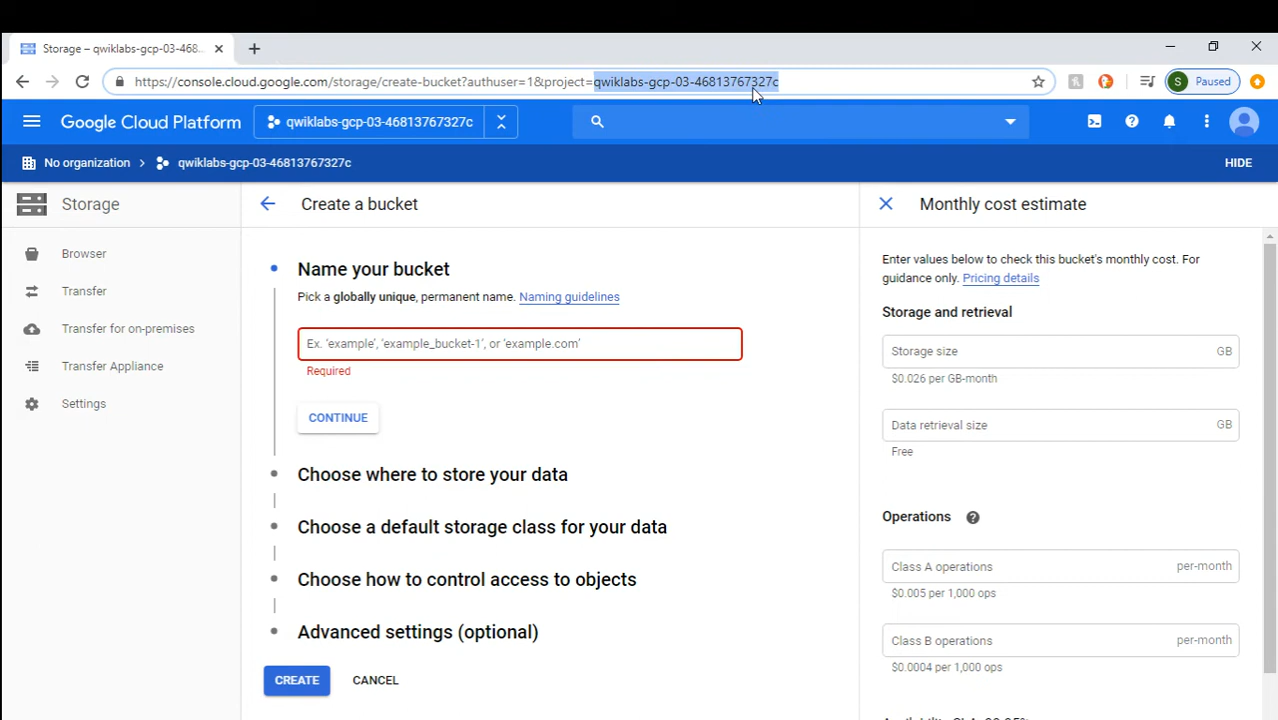 Storage – qwiklabs-gcp-03-468...
https://console.cloud.google.com/storage/create-bucket?authuser=1&project=qwiklabs-gcp-03-46813767327c
S Paused
Google Cloud Platform
qwiklabs-gcp-03-46813767327c
No organization
qwiklabs-gcp-03-46813767327c
HIDE
Storage
Browser
Transfer
Transfer for on-premises
Transfer Appliance
Settings
Create a bucket
Name your bucket
Pick a globally unique, permanent name. Naming guidelines
Ex. 'example', 'example_bucket-1', or 'example.com'
Required
CONTINUE
Choose where to store your data
Choose a default storage class for your data
Choose how to control access to objects
Advanced settings (optional)
CREATE CANCEL
Monthly cost estimate
Enter values below to check this bucket's monthly cost. For
guidance only. Pricing details
Storage and retrieval
Storage size GB
$0.026 per GB-month
Data retrieval size GB
Free
Operations
Class A operations per-month
$0.005 per 1,000 ops
Class B operations per-month
$0.0004 per 1,000 ops